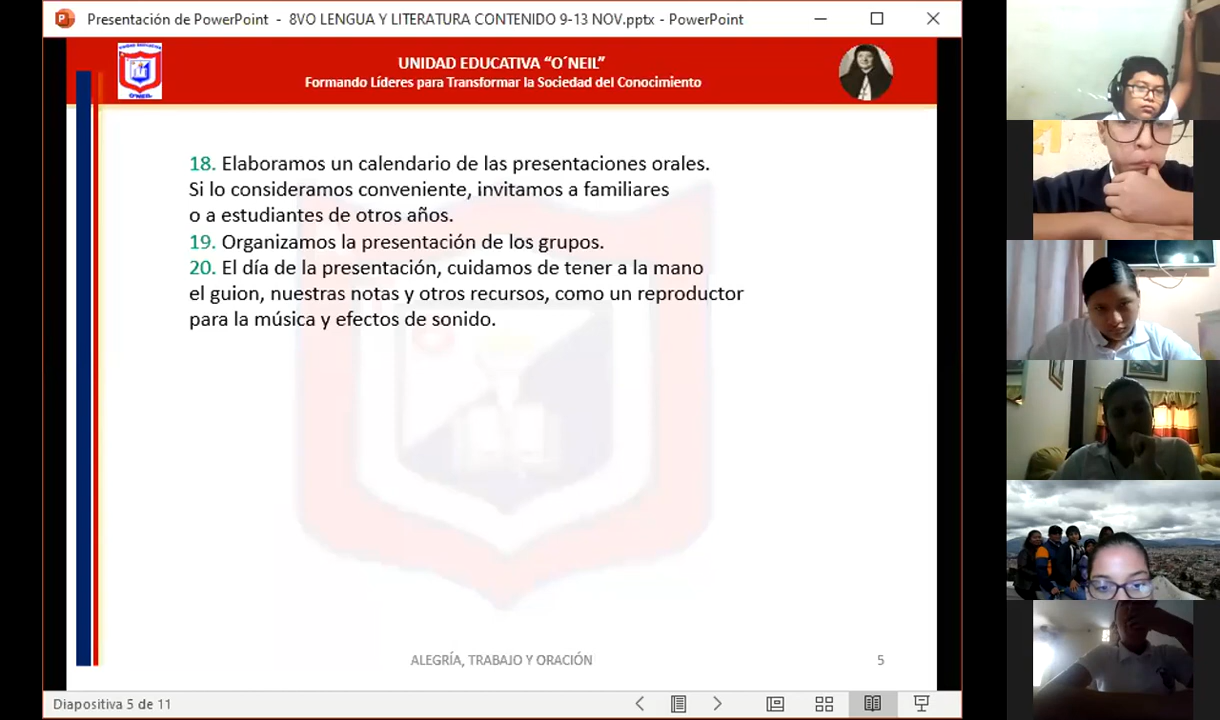 Presentación de PowerPoint - 8VO LENGUA Y LITERATURA CONTENIDO 9-13 NOV.pptx - PowerPoint
UNIDAD EDUCATIVA “O´NEIL”
Formando Líderes para Transformar la Sociedad del Conocimiento
O'NEIL
18. Elaboramos un calendario de las presentaciones orales.
Si lo consideramos conveniente, invitamos a familiares
o a estudiantes de otros años.
19. Organizamos la presentación de los grupos.
20. El día de la presentación, cuidamos de tener a la mano
el guion, nuestras notas y otros recursos, como un reproductor
para la música y efectos de sonido.
ALEGRÍA, TRABAJO Y ORACIÓN
5
Diapositiva 5 de 11